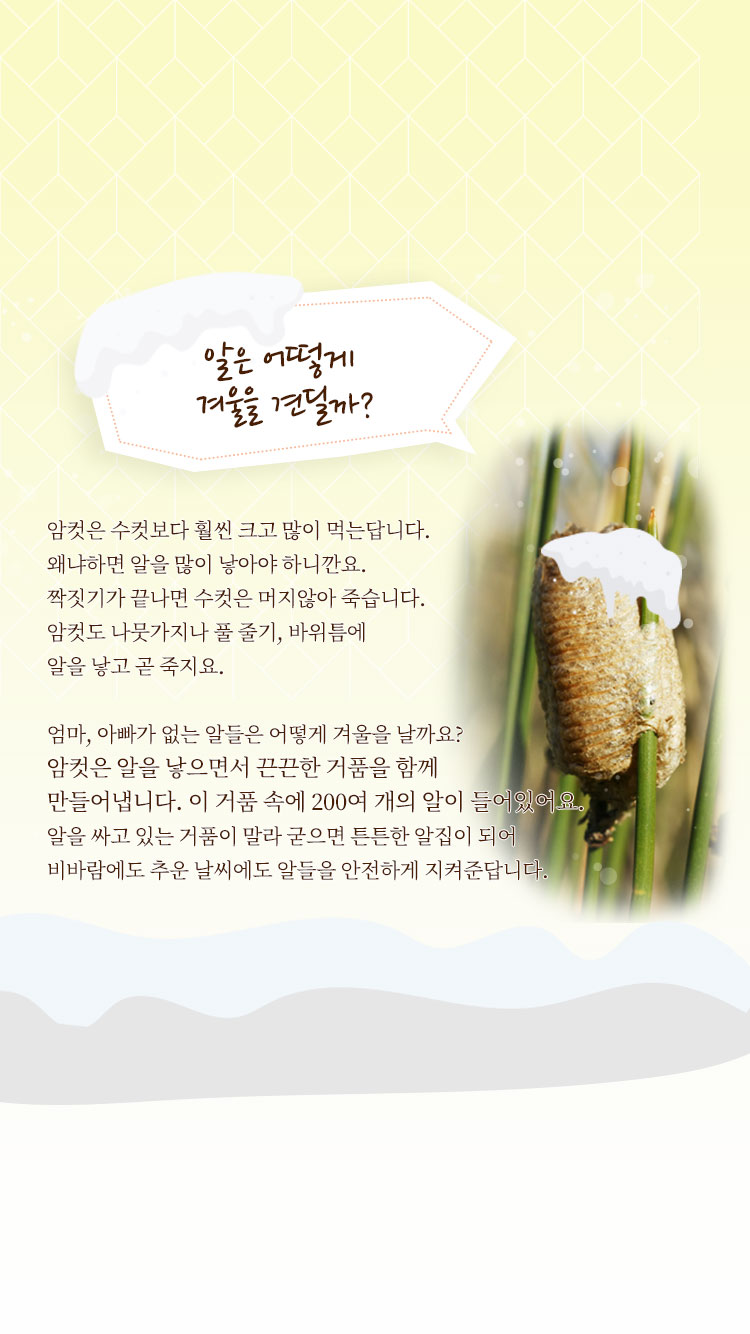 알은 어떻게
겨울을 견딜까?
암컷은 수컷보다 훨씬 크고 많이 먹는답니다.
왜냐하면 알을 많이 낳아야 하니깐요.
짝짓기가 끝나면 수컷은 머지않아 죽습니다.
암컷도 나뭇가지나 풀 줄기, 바위틈에
알을 낳고 곧 죽지요.
엄마, 아빠가 없는 알들은 어떻게 겨울을 날까요?
암컷은 알을 낳으면서 끈끈한 거품을 함께
만들어냅니다. 이 거품 속에 200여 개의 알이 들어있어요.
알을 싸고 있는 거품이 말라 굳으면 튼튼한 알집이 되어
비바람에도 추운 날씨에도 알들을 안전하게 지켜준답니다.